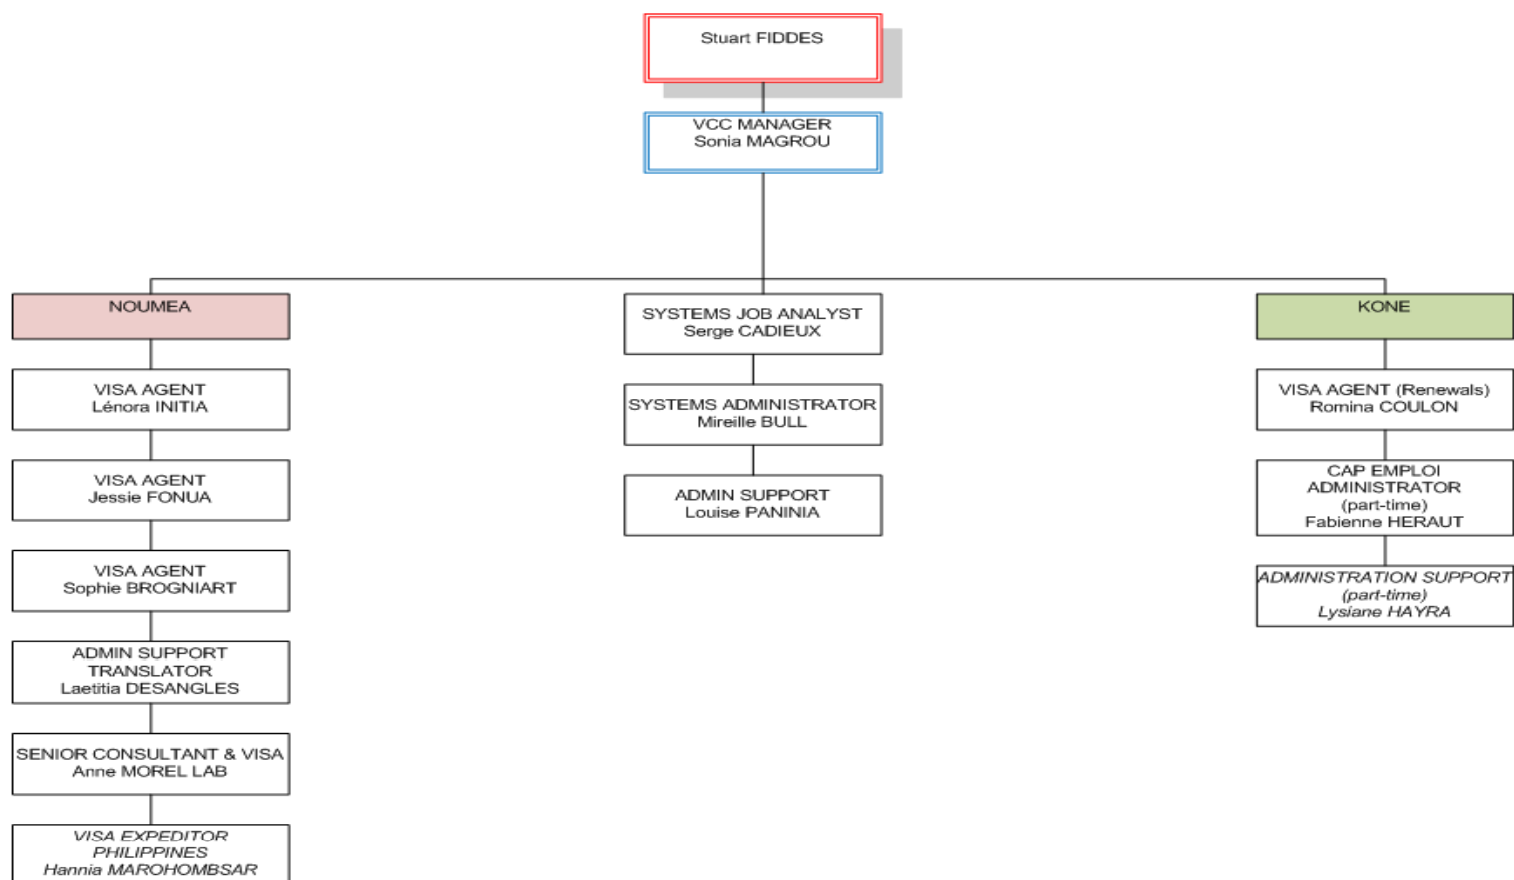 Stuart FIDDES
VCC MANAGER
Sonia MAGROU
NOUMEA
VISA AGENT
Lénora INITIA
VISA AGENT
Jessie FONUA
VISA AGENT
Sophie BROGNIART
ADMIN SUPPORT
TRANSLATOR
Laetitia DESANGLES
SENIOR CONSULTANT & VISA
Anne MOREL LAB
VISA EXPEDITOR
PHILIPPINES
Hannia MAROHOMBSAR
SYSTEMS JOB ANALYST
Serge CADIEUX
SYSTEMS ADMINISTRATOR
Mireille BULL
ADMIN SUPPORT
Louise PANINIA
KONE
VISA AGENT (Renewals)
Romina COULON
CAP EMPLOI
ADMINISTRATOR
(part-time)
Fabienne HERAUT
ADMINISTRATION SUPPORT
(part-time)
Lysiane HAYRA